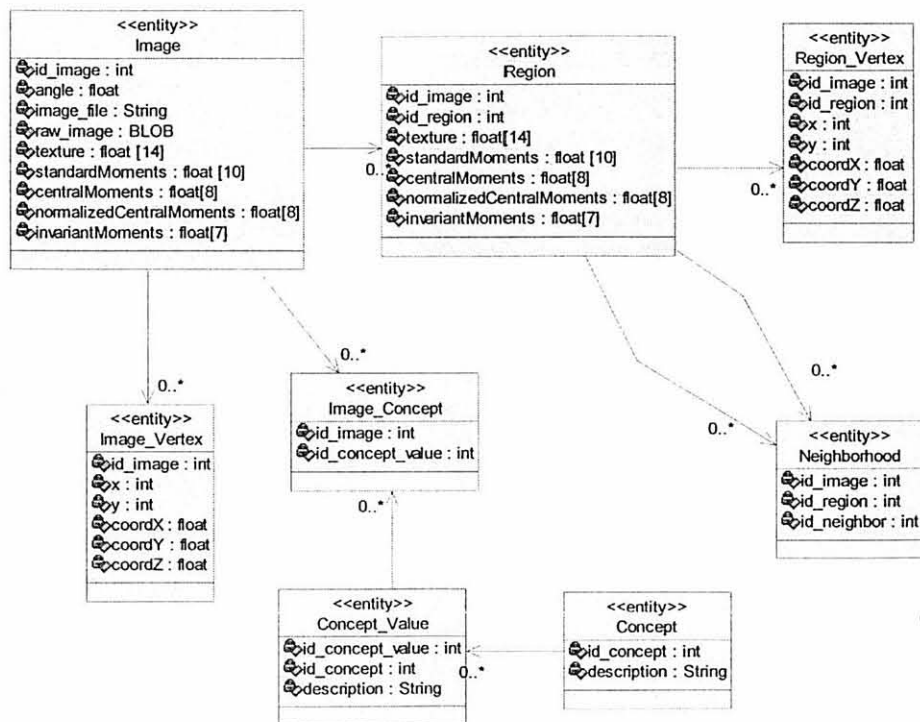 <<entity>>
Image
id_image : int
angle : float
image_file : String
raw_image : BLOB
texture : float [14]
standardMoments : float [10]
centralMoments : float[8]
normalizedCentralMoments : float[8]
invariantMoments : float[7]
<<entity>>
Region
id_image : int
id_region : int
texture : float[14]
standardMoments : float [10]
centralMoments : float[8]
normalizedCentralMoments : float[8]
invariantMoments : float[7]
<<entity>>
Region_Vertex
id_image : int
id_region : int
x : int
y : int
coordX : float
coordY : float
coordZ : float
0..*
0..*
0..*
0..*
0..*
0..*
<<entity>>
Image_Vertex
id_image : int
x : int
y : int
coordX : float
coordY : float
coordZ : float
<<entity>>
Image_Concept
id_image : int
id_concept_value : int
<<entity>>
Neighborhood
id_image : int
id_region : int
id_neighbor : int
0..*
<<entity>>
Concept_Value
id_concept_value : int
id_concept : int
description : String
0..*
<<entity>>
Concept
id_concept : int
description : String